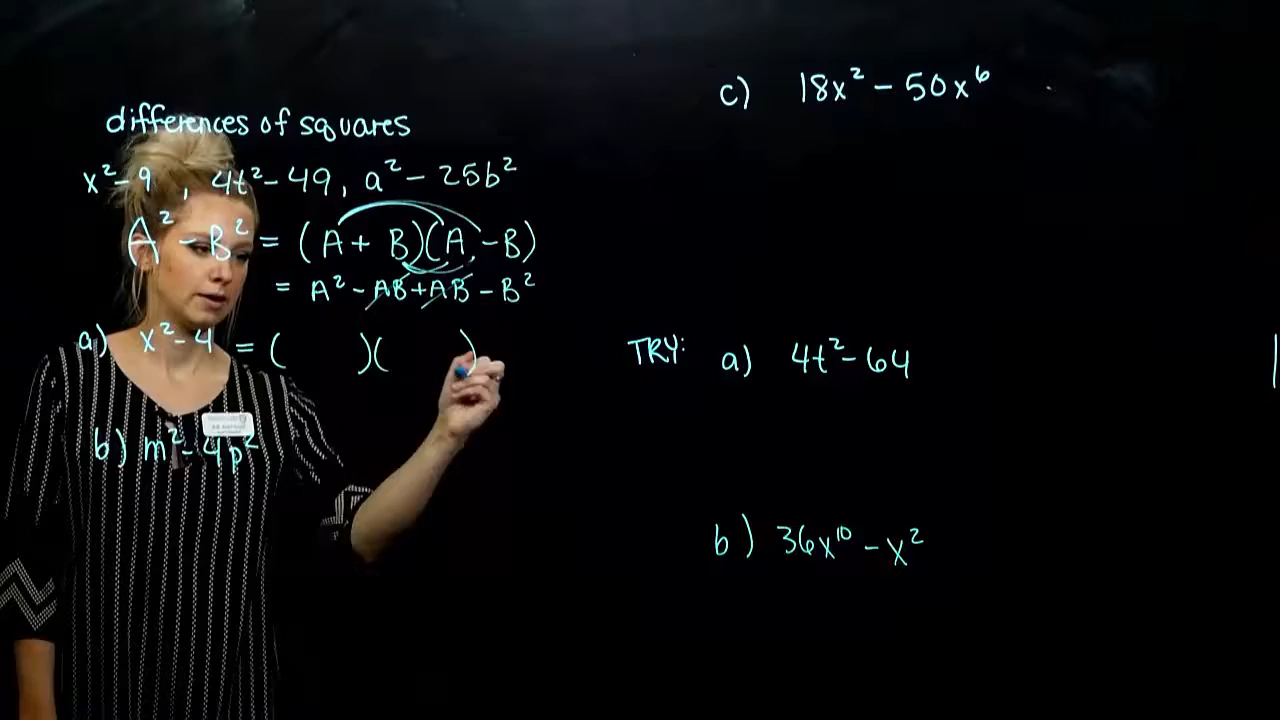 differences of squares
x² - 9 , 4t² - 49, a² - 25b²
A² - B² = (A + B)(A - B)
= A² - AB + AB - B²
a) x² - 4 = (   )(   )
b) m² - 4p²
c) 18x² - 50x⁶
TRY: a) 4t² - 64
b) 36x¹⁰ - x²